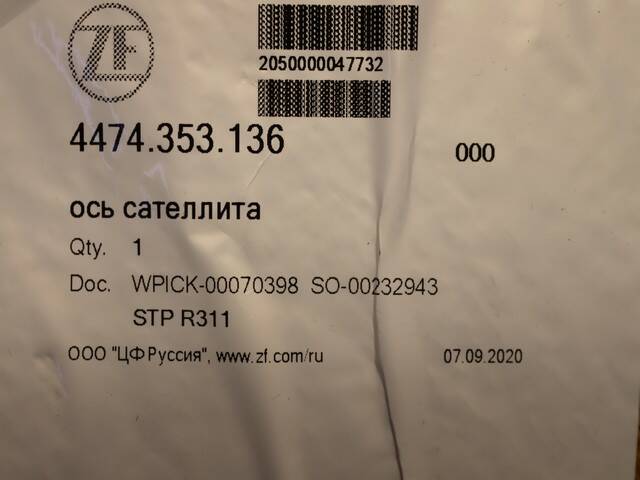 ZF
2050000047732
4474.353.136
000
ось сателлита
Qty. 1
Doc. WPICK-00070398 SO-00232943
STP R311
ООО "ЦФ Руссия", www.zf.com/ru 07.09.2020